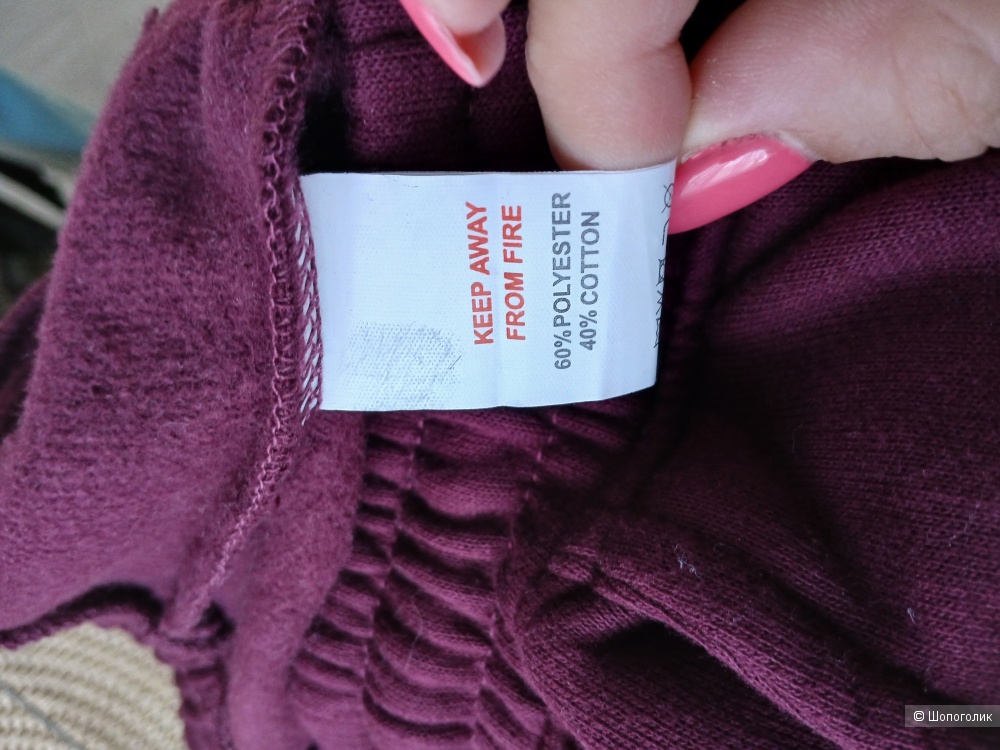 KEEP AWAY
FROM FIRE
60% POLYESTER
40% COTTON
© Шопоголик